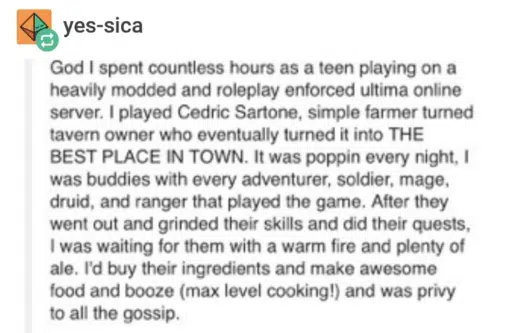 yes-sica
God I spent countless hours as a teen playing on a
heavily modded and roleplay enforced ultima online
server. I played Cedric Sartone, simple farmer turned
tavern owner who eventually turned it into THE
BEST PLACE IN TOWN. It was poppin every night, I
was buddies with every adventurer, soldier, mage,
druid, and ranger that played the game. After they
went out and grinded their skills and did their quests,
I was waiting for them with a warm fire and plenty of
ale. I'd buy their ingredients and make awesome
food and booze (max level cooking!) and was privy
to all the gossip.